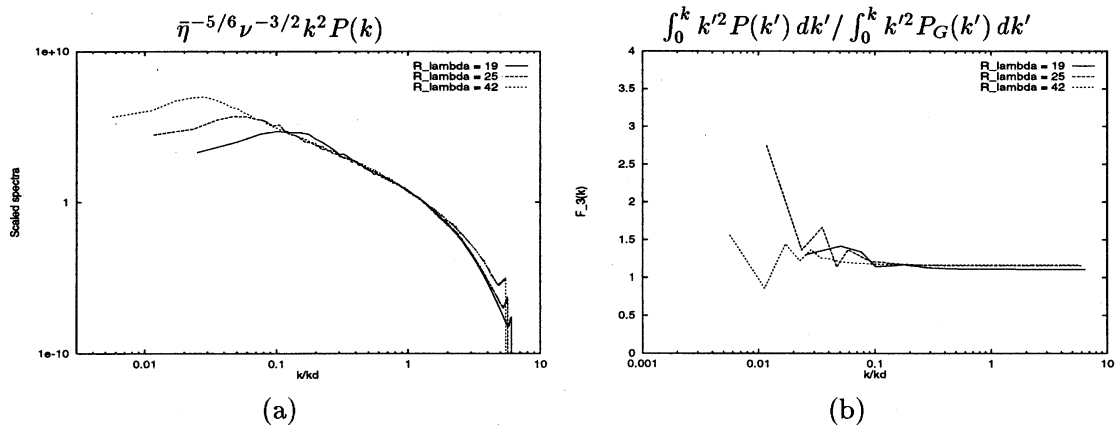 η̄^{-5/6} ν^{-3/2} k² P(k)
1e+10
1
1e-10
Scaled spectra
R_lambda = 19
R_lambda = 25
R_lambda = 42
0.01 0.1 1 10
k/kd
(a)
∫₀ᵏ k′² P(k′) dk′ / ∫₀ᵏ k′² P_G(k′) dk′
4
3.5
3
2.5
2
1.5
1
0.5
0
F_3(k)
R_lambda = 19
R_lambda = 25
R_lambda = 42
0.001 0.01 0.1 1 10
k/kd
(b)